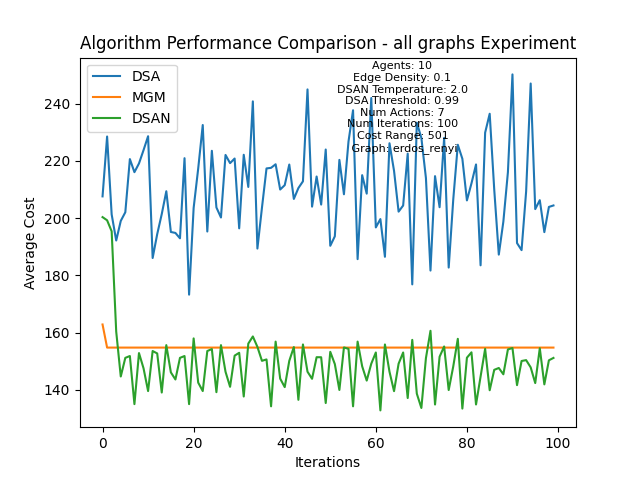 Algorithm Performance Comparison - all graphs Experiment
DSA
MGM
DSAN
Agents: 10
Edge Density: 0.1
DSAN Temperature: 2.0
DSA Threshold: 0.99
Num Actions: 7
Num Iterations: 100
Cost Range: 501
Graph: erdos_renyi
Average Cost
240
220
200
180
160
140
0
20
40
60
80
100
Iterations